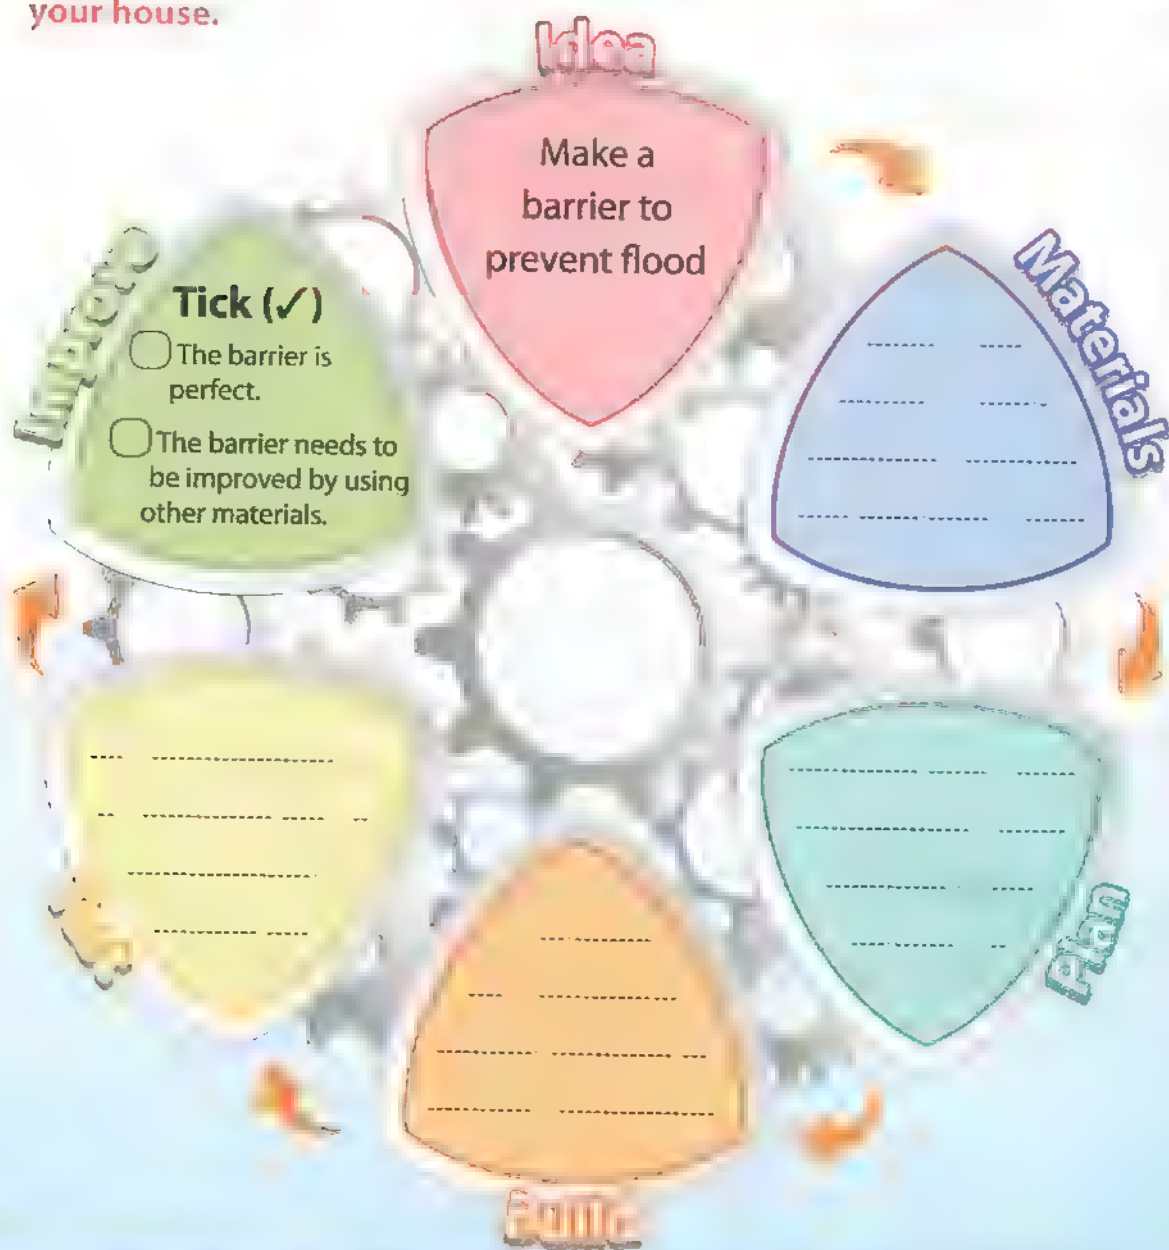 your house.
Idea
Make a
barrier to
prevent flood
Materials
Plan
Improve
Tick (✓)
The barrier is
perfect.
The barrier needs to
be improved by using
other materials.